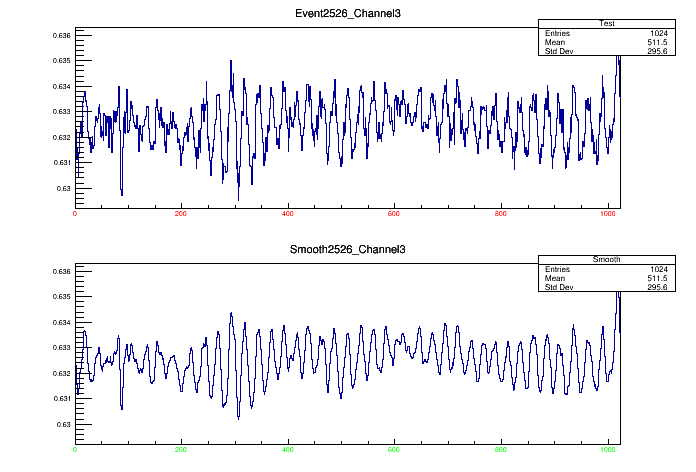 Event2526_Channel3
Test
Entries 1024
Mean 511.5
Std Dev 295.6
0.636
0.635
0.634
0.633
0.632
0.631
0.63
0 200 400 600 800 1000
Smooth2526_Channel3
Smooth
Entries 1024
Mean 511.5
Std Dev 295.6
0.636
0.635
0.634
0.633
0.632
0.631
0.63
0 200 400 600 800 1000